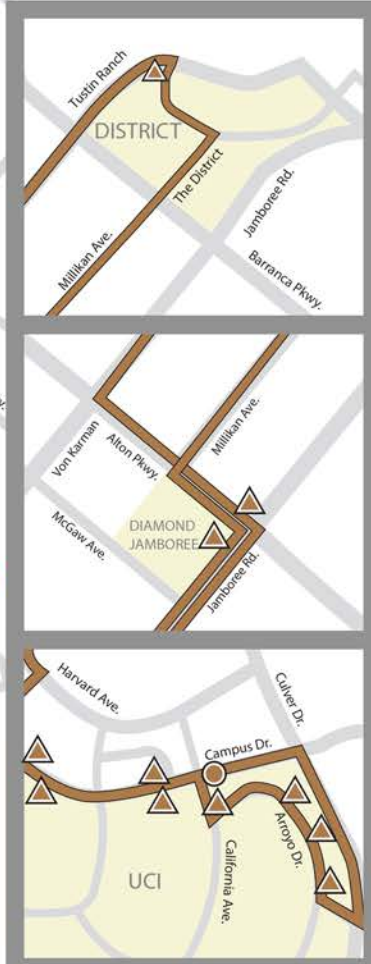 Tustin Ranch
DISTRICT
The District
Jamboree Rd.
Millikan Ave.
Barranca Pkwy.
Millikan Ave.
Von Karman
Alton Pkwy.
McGaw Ave.
DIAMOND
JAMBOREE
Jamboree Rd.
Harvard Ave.
Culver Dr.
Campus Dr.
Arroyo Dr.
California Ave.
UCI